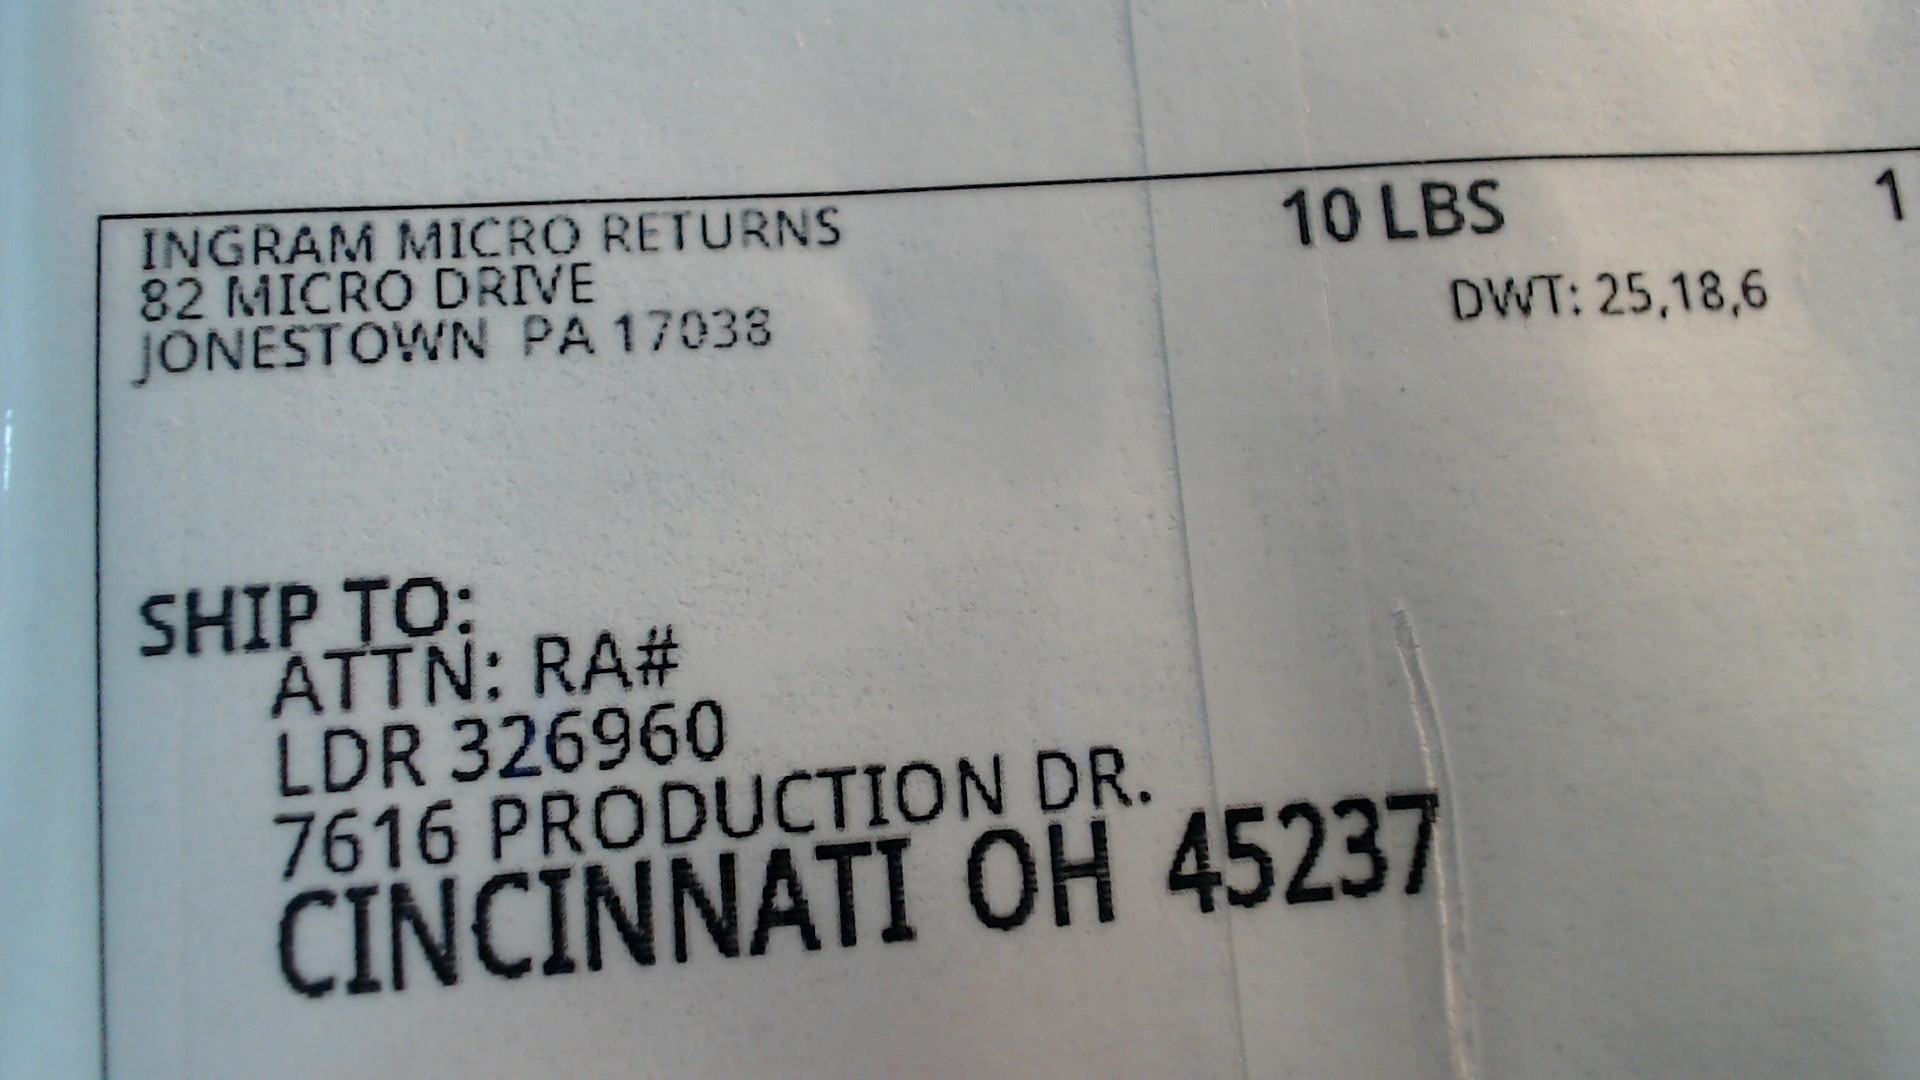 INGRAM MICRO RETURNS
82 MICRO DRIVE
JONESTOWN PA 17038
10 LBS
1
DWT: 25,18,6
SHIP TO:
ATTN: RA#
LDR 326960
7616 PRODUCTION DR.
CINCINNATI OH 45237